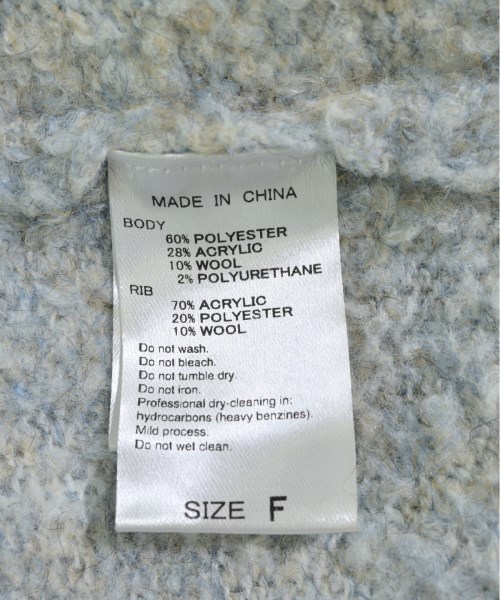 MADE IN CHINA
BODY
60% POLYESTER
28% ACRYLIC
10% WOOL
2% POLYURETHANE
RIB
70% ACRYLIC
20% POLYESTER
10% WOOL
Do not wash.
Do not bleach.
Do not tumble dry.
Do not iron.
Professional dry-cleaning in:
hydrocarbons (heavy benzines).
Mild process.
Do not wet clean.
SIZE F